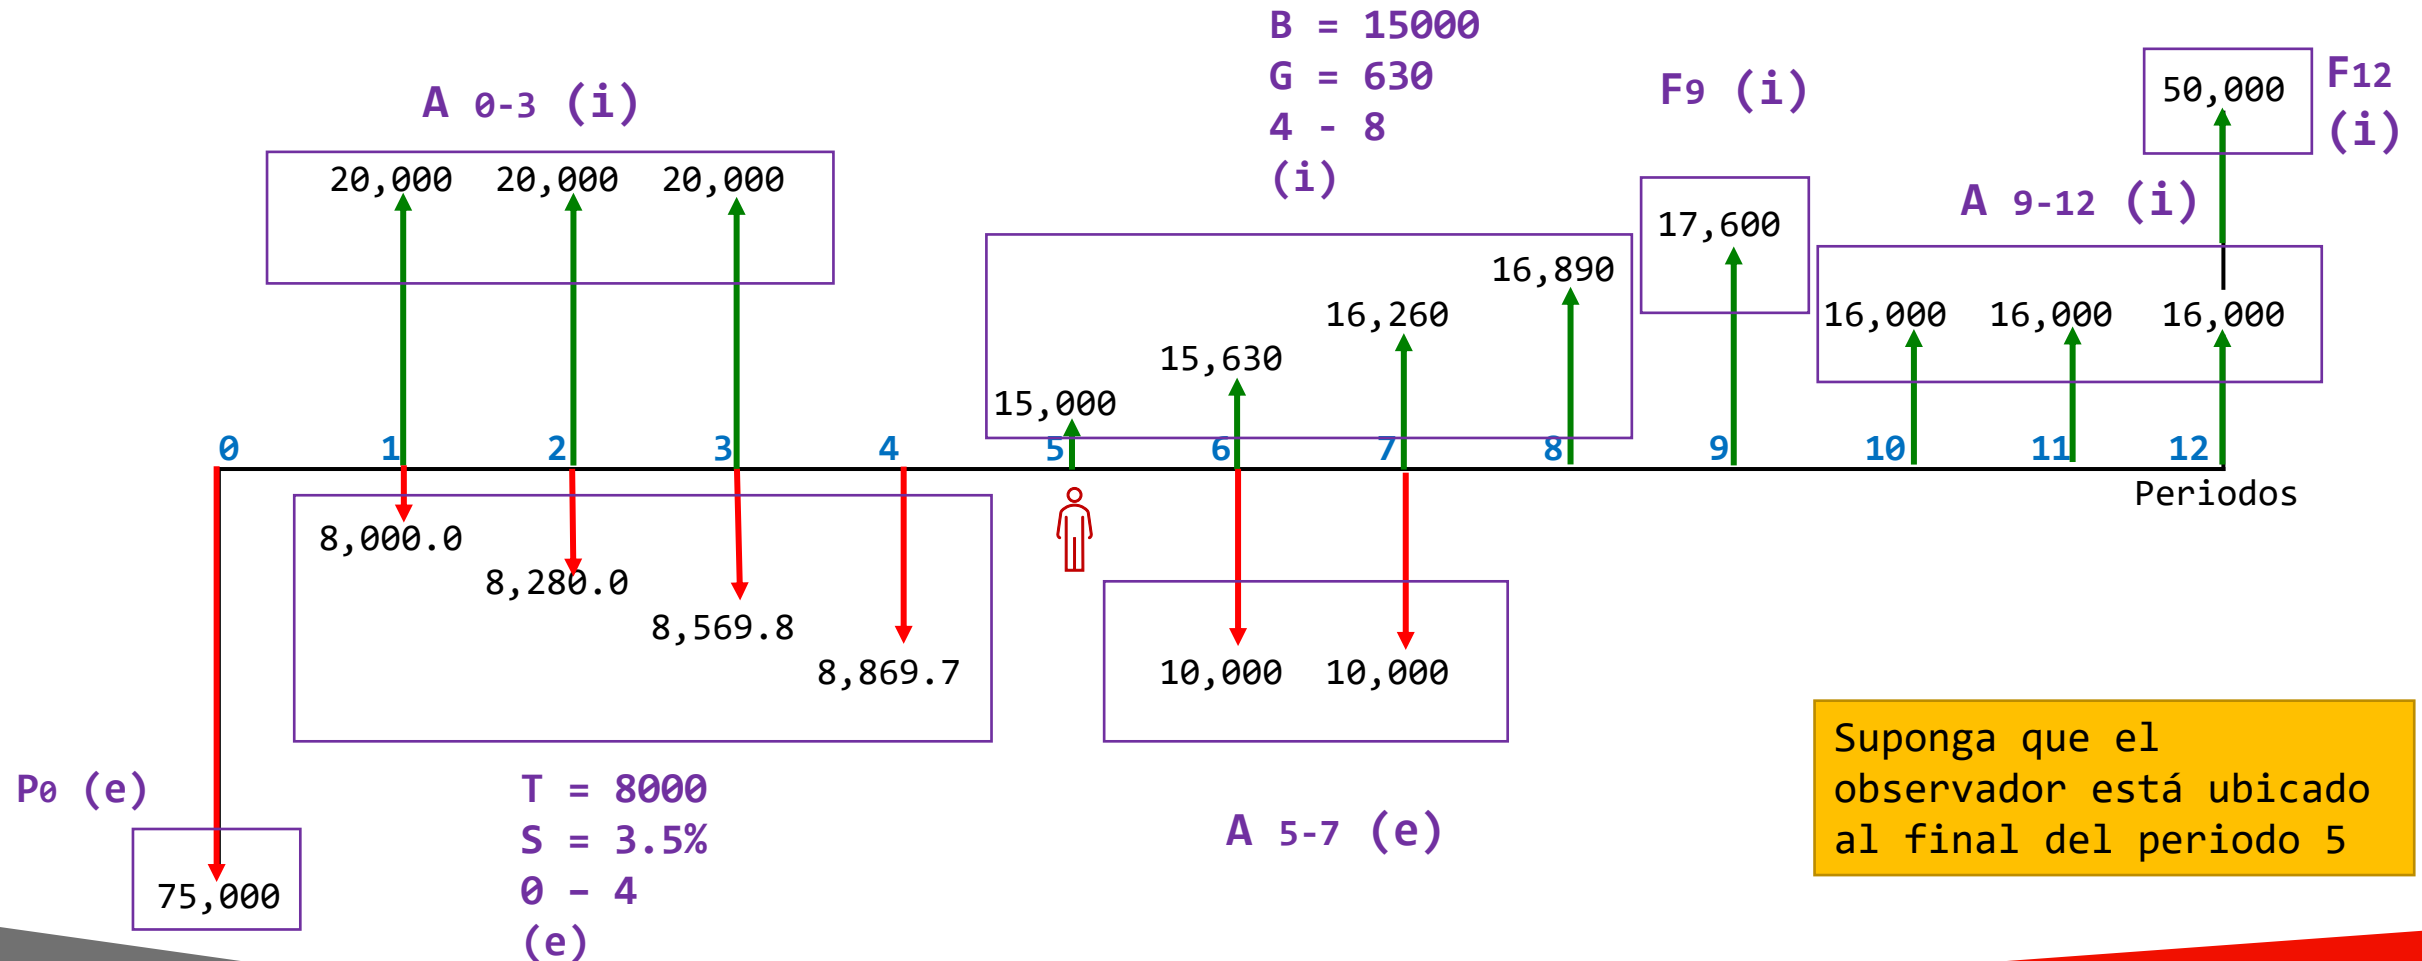 B = 15000
G = 630
4 - 8
(i)
A 0-3 (i)
F9 (i)
50,000
F12
(i)
20,000 20,000 20,000
17,600
A 9-12 (i)
16,890
16,260
15,630
15,000
16,000 16,000 16,000
0 1 2 3 4 5 6 7 8 9 10 11 12
Periodos
8,000.0
8,280.0
8,569.8
8,869.7
10,000 10,000
P0 (e)
75,000
T = 8000
S = 3.5%
0 – 4
(e)
A 5-7 (e)
Suponga que el
observador está ubicado
al final del periodo 5